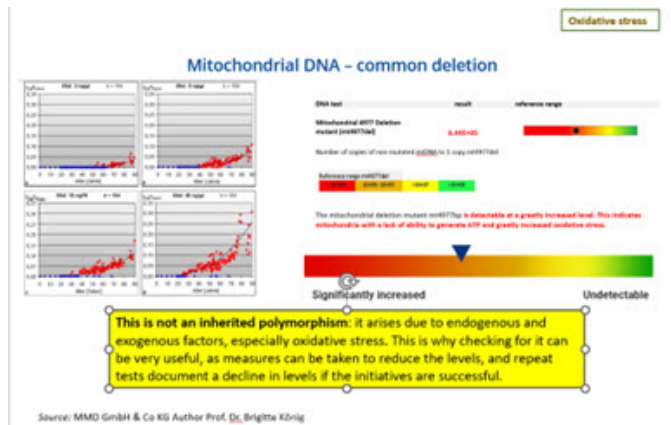 Oxidative stress
Mitochondrial DNA – common deletion
DNA test result reference range
Mitochondrial 4977 Deletion
mutant (mt4977del)
Number of copies of non mutated mtDNA to 1 copy mt4977del
Reference range mt4977del
The mitochondrial deletion mutant mt4977bp is detectable at a greatly increased level. This indicates
mitochondria with a lack of ability to generate ATP and greatly increased oxidative stress.
Significantly increased Undetectable
This is not an inherited polymorphism: it arises due to endogenous and
exogenous factors, especially oxidative stress. This is why checking for it can
be very useful, as measures can be taken to reduce the levels, and repeat
tests document a decline in levels if the initiatives are successful.
Source: MMD GmbH & Co KG Author Prof. Dr. Brigitte König